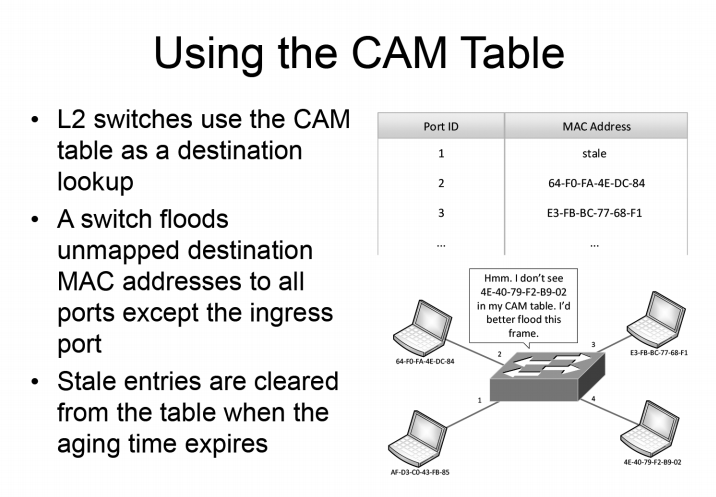 Using the CAM Table
• L2 switches use the CAM
table as a destination
lookup
• A switch floods
unmapped destination
MAC addresses to all
ports except the ingress
port
• Stale entries are cleared
from the table when the
aging time expires
Port ID MAC Address
1 stale
2 64-F0-FA-4E-DC-84
3 E3-FB-BC-77-68-F1
... ...
Hmm. I don't see
4E-40-79-F2-B9-02
in my CAM table. I'd
better flood this
frame.
64-F0-FA-4E-DC-84
2
3
E3-FB-BC-77-68-F1
1
4
AF-D3-C0-43-FB-85
4E-40-79-F2-B9-02